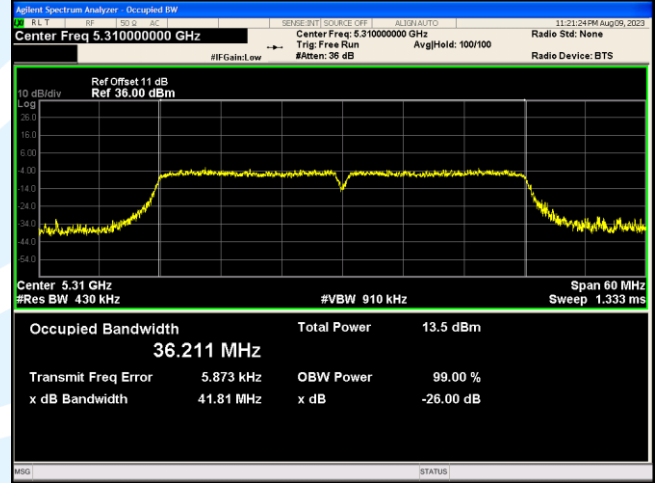 Agilent Spectrum Analyzer - Occupied BW
LXI RL T RF 50 Ω AC SENSE:INT SOURCE OFF ALIGNAUTO 11:21:24 PM Aug 09, 2023
Center Freq 5.310000000 GHz Center Freq: 5.310000000 GHz Radio Std: None
Trig: Free Run Avg|Hold: 100/100
#IFGain:Low #Atten: 36 dB Radio Device: BTS
Ref Offset 11 dB
10 dB/div Ref 36.00 dBm
Log
26.0
16.0
6.00
-4.00
-14.0
-24.0
-34.0
-44.0
-54.0
Center 5.31 GHz Span 60 MHz
#Res BW 430 kHz #VBW 910 kHz Sweep 1.333 ms
Occupied Bandwidth Total Power 13.5 dBm
36.211 MHz
Transmit Freq Error 5.873 kHz OBW Power 99.00 %
x dB Bandwidth 41.81 MHz x dB -26.00 dB
MSG STATUS